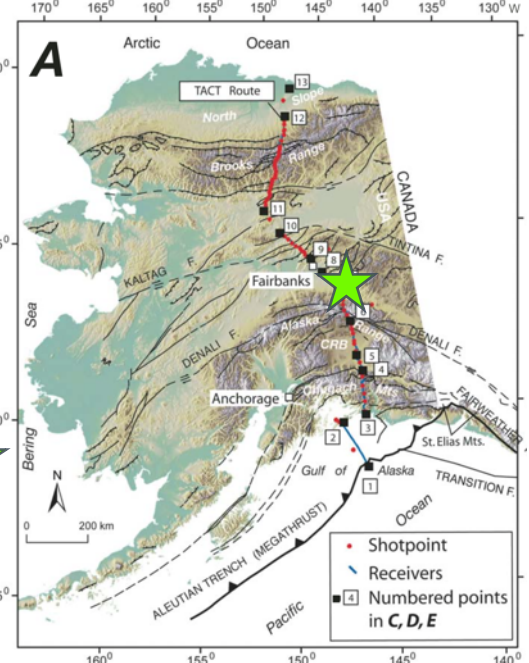 170° 165° 160° 155° 150° 145° 140° 135° 130° W
A
Arctic Ocean
13
TACT Route
North Slope
12
Brooks Range
CANADA
USA
11
10
TINTINA F.
9
8
KALTAG F.
Fairbanks
6
Alaska Range
DENALI F.
DENALI F.
CRB
5
4
Chugach Mts.
Anchorage
FAIRWEATHER
3
2
St.Elias Mts.
Sea
Bering
Gulf of Alaska
1
TRANSITION F.
N
0 200 km
Ocean
ALEUTIAN TRENCH (MEGATHRUST)
Pacific
Shotpoint
Receivers
4 Numbered points
in C, D, E
160° 155° 150° 145° 140°